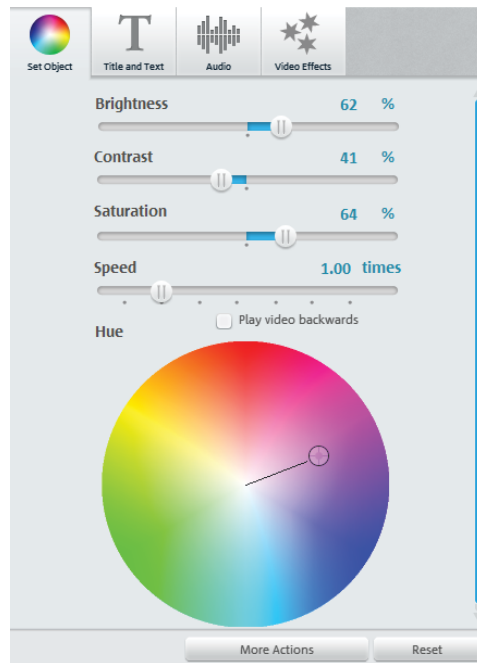 T
Set Object Title and Text Audio Video Effects
Brightness 62 %
Contrast 41 %
Saturation 64 %
Speed 1.00 times
Play video backwards
Hue
More Actions Reset